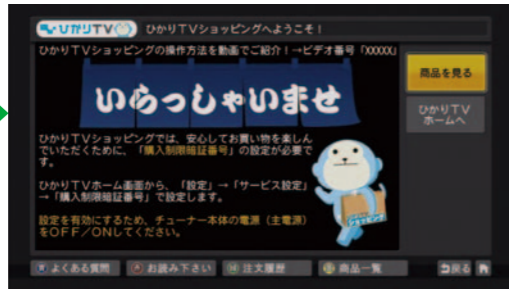 ひかりTV ひかりTVショッピングへようこそ！
ひかりTVショッピングの操作方法を動画でご紹介！→ビデオ番号「XXXXX」
いらっしゃいませ
商品を見る
ひかりTV
ホームへ
ひかりTVショッピングでは、安心してお買い物を楽しん
でいただくために、「購入制限暗証番号」の設定が必要で
す。
ひかりTVホーム画面から、「設定」→「サービス設定」
→「購入制限暗証番号」で設定します。
設定を有効にするため、チューナー本体の電源（主電源）
をOFF／ONしてください。
よくある質問 お読み下さい 注文履歴 商品一覧 戻る